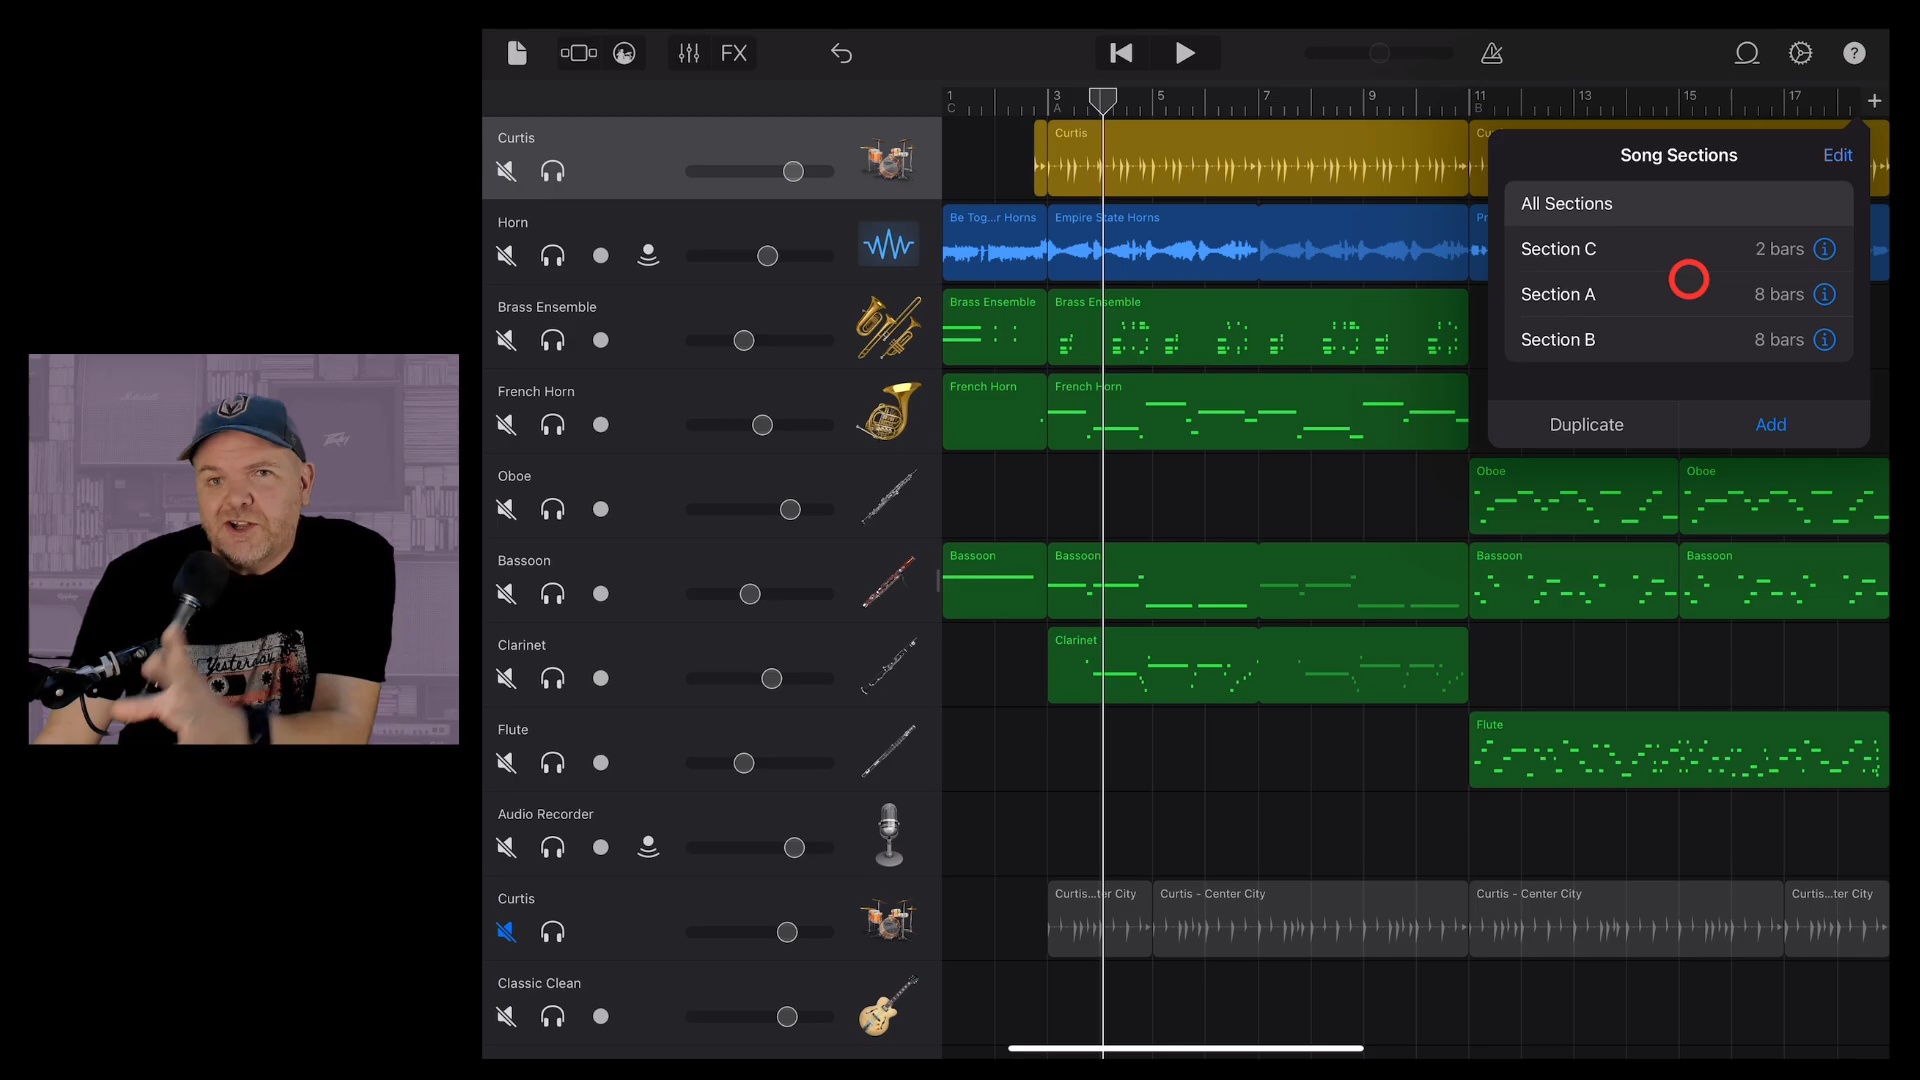 FX
1
3
5
7
9
11
13
15
17
C
A
B
Curtis
Curtis
Song Sections
Edit
All Sections
Section C
2 bars
Section A
8 bars
Section B
8 bars
Duplicate
Add
Horn
Be Tog...r Horns
Empire State Horns
Brass Ensemble
Brass Ensemble
Brass Ensemble
French Horn
French Horn
French Horn
Oboe
Oboe
Oboe
Bassoon
Bassoon
Bassoon
Bassoon
Bassoon
Clarinet
Clarinet
Flute
Flute
Audio Recorder
Curtis
Curtis...ter City
Curtis - Center City
Curtis - Center City
Curtis...ter City
Classic Clean
Marshall
PEAVEY
Yesterday